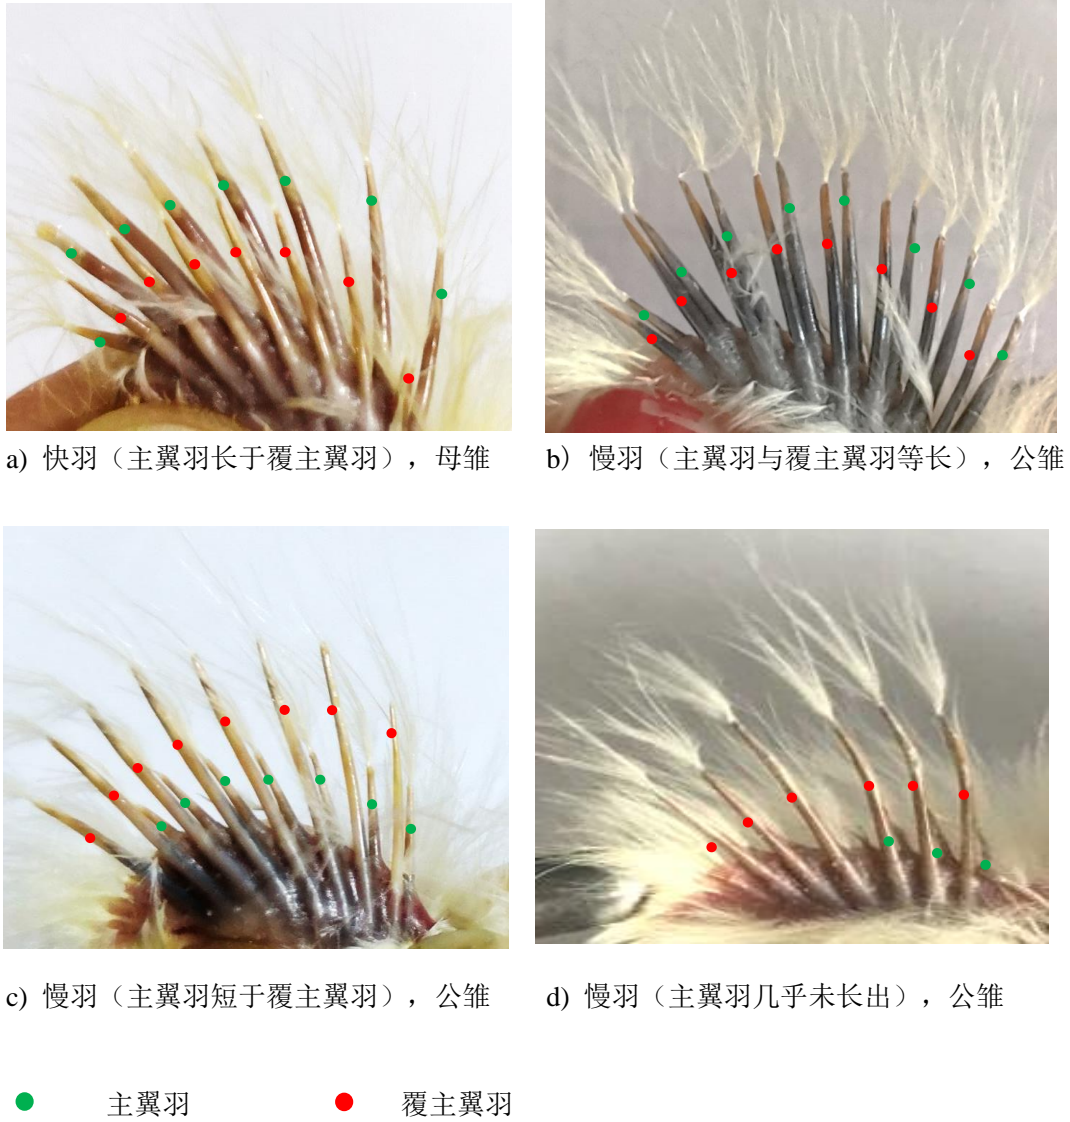 a) 快羽（主翼羽长于覆主翼羽），母雏
b) 慢羽（主翼羽与覆主翼羽等长），公雏
c) 慢羽（主翼羽短于覆主翼羽），公雏
d) 慢羽（主翼羽几乎未长出），公雏
主翼羽 覆主翼羽